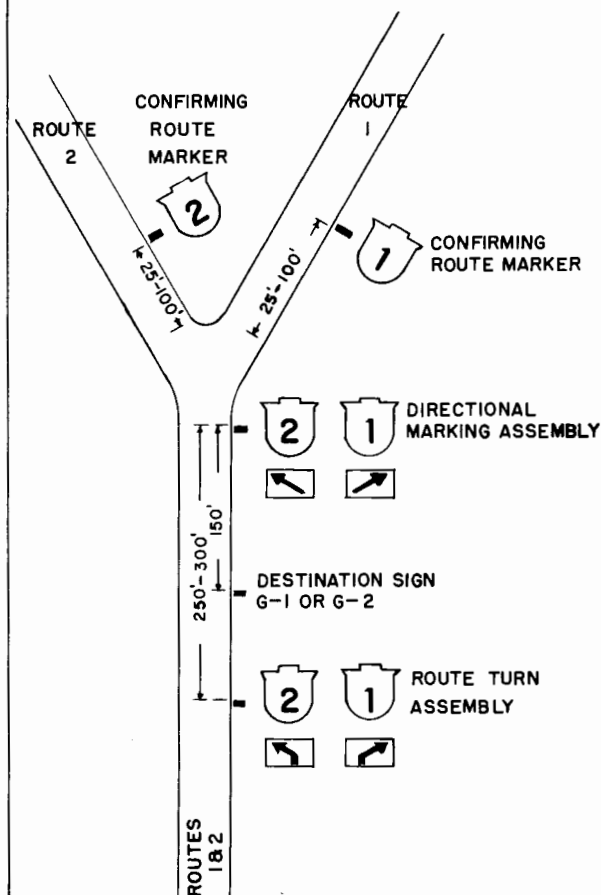 CONFIRMING
ROUTE
MARKER
ROUTE
2
ROUTE
1
2
1
25'-100'
25'-100'
CONFIRMING
ROUTE MARKER
2
1
DIRECTIONAL
MARKING ASSEMBLY
250'-300'
150'
DESTINATION SIGN
G-1 OR G-2
2
1
ROUTE TURN
ASSEMBLY
ROUTES
1&2